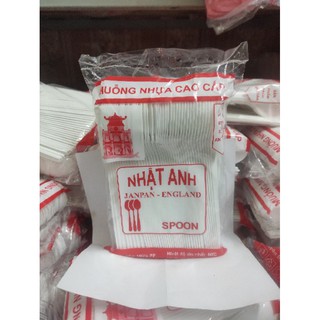 MUỖNG NHỰA CAO CẤP
NHẬT ANH
JANPAN - ENGLAND
SPOON